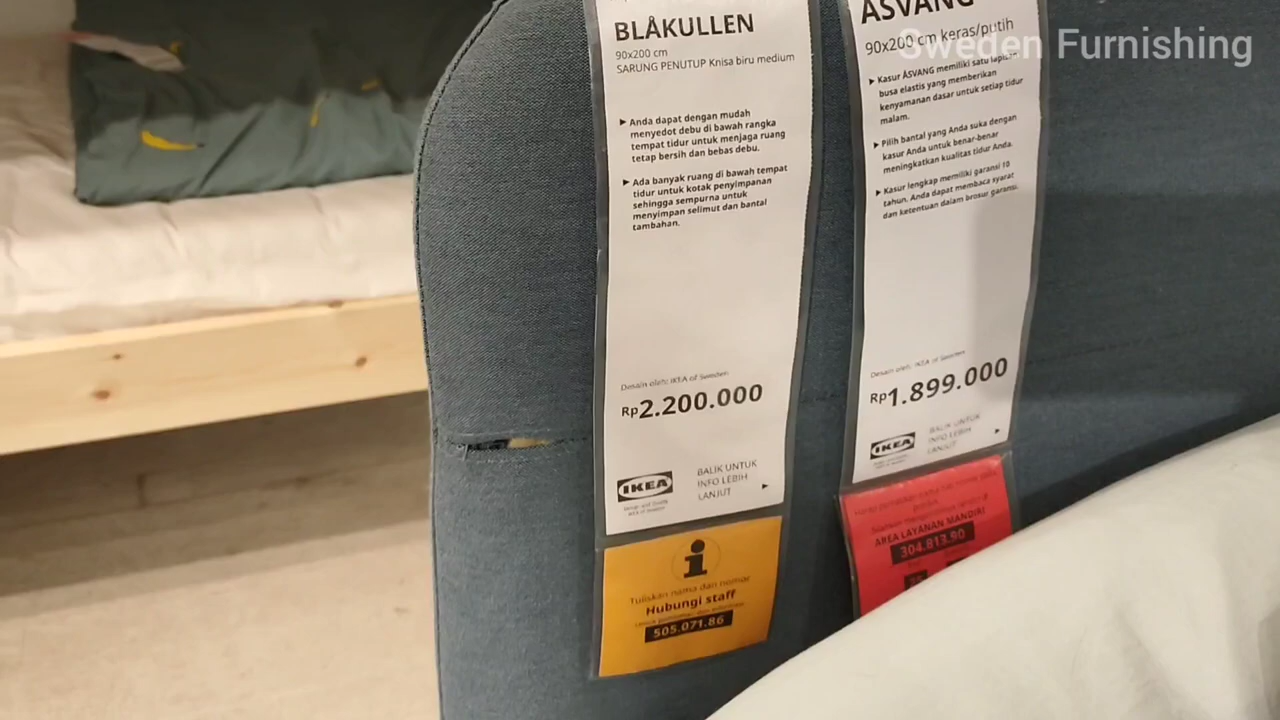 Sweden Furnishing
BLÅKULLEN
90x200 cm
SARUNG PENUTUP Knisa biru medium
▶ Anda dapat dengan mudah
menyedot debu di bawah rangka
tempat tidur untuk menjaga ruang
tetap bersih dan bebas debu.
▶ Ada banyak ruang di bawah tempat
tidur untuk kotak penyimpanan
sehingga sempurna untuk
menyimpan selimut dan bantal
tambahan.
Desain oleh: IKEA of Sweden
Rp2.200.000
IKEA
BALIK UNTUK
INFO LEBIH
LANJUT
Tuliskan nama dan nomor
Hubungi staff
505.071.86
ÅSVANG
90x200 cm keras/putih
▶ Kasur ÅSVANG memiliki satu lapisan
busa elastis yang memberikan
kenyamanan dasar untuk setiap tidur
malam.
▶ Pilih bantal yang Anda suka dengan
kasur Anda untuk benar-benar
meningkatkan kualitas tidur Anda.
▶ Kasur lengkap memiliki garansi 10
tahun. Anda dapat membaca syarat
dan ketentuan dalam brosur garansi.
Desain oleh: IKEA of Sweden
Rp1.899.000
IKEA
BALIK UNTUK
INFO LEBIH
LANJUT
AREA LAYANAN MANDIRI
304.813.90